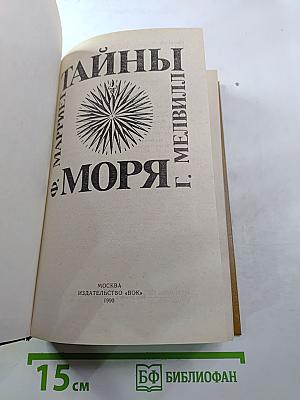 ТАЙНЫ
Ф. МАРРИЕТ
Г. МЕЛВИЛЛ
МОРЯ
МОСКВА
ИЗДАТЕЛЬСТВО «ВОК»
1990
15 см
БФ БИБЛИОФАН